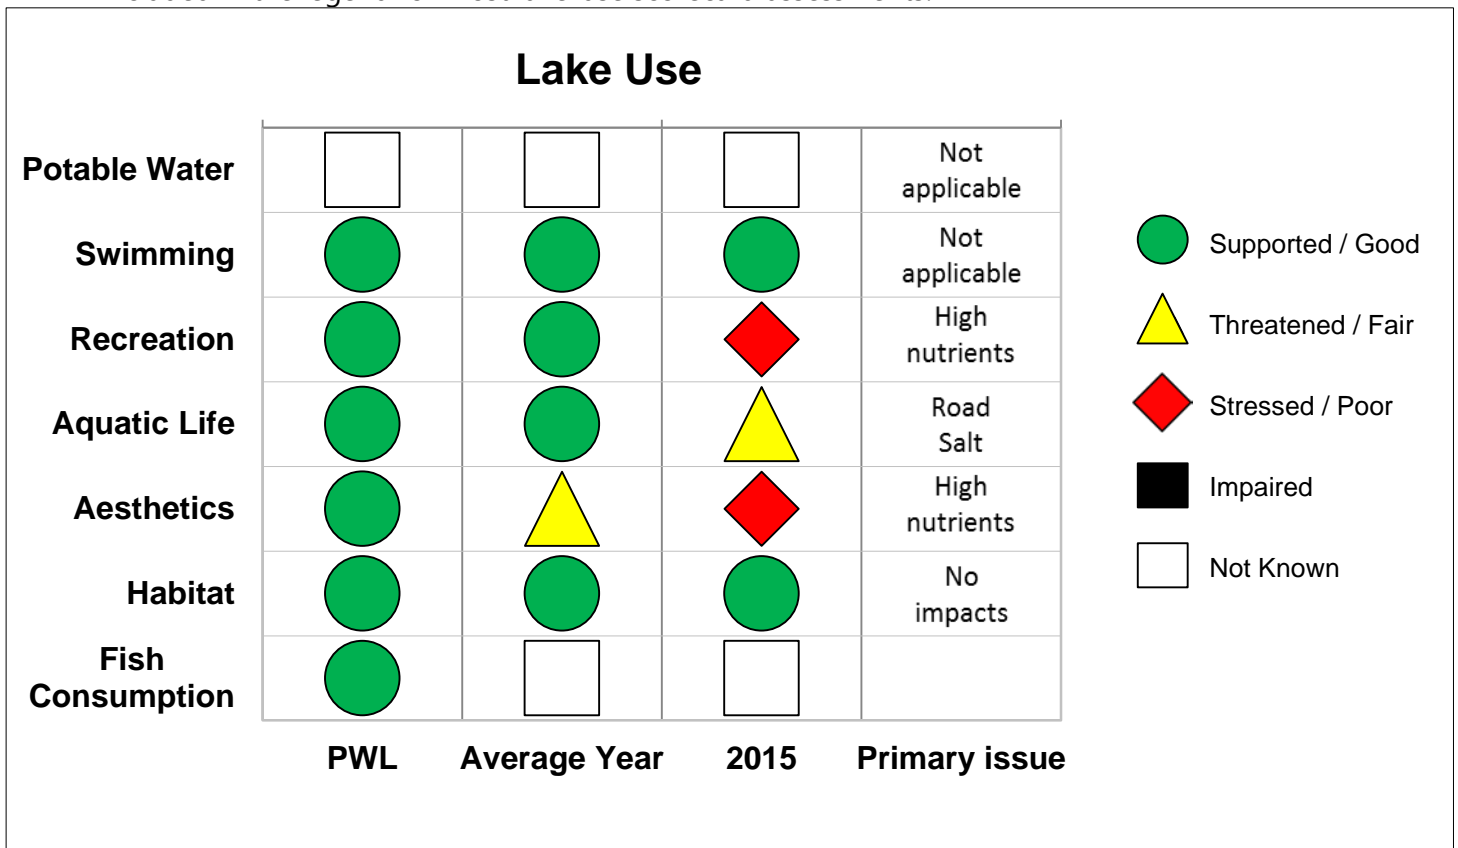 Lake Use
Potable Water
Not
applicable
Swimming
Not
applicable
Recreation
High
nutrients
Aquatic Life
Road
Salt
Aesthetics
High
nutrients
Habitat
No
impacts
Fish
Consumption
PWL Average Year 2015 Primary issue
Supported / Good
Threatened / Fair
Stressed / Poor
Impaired
Not Known